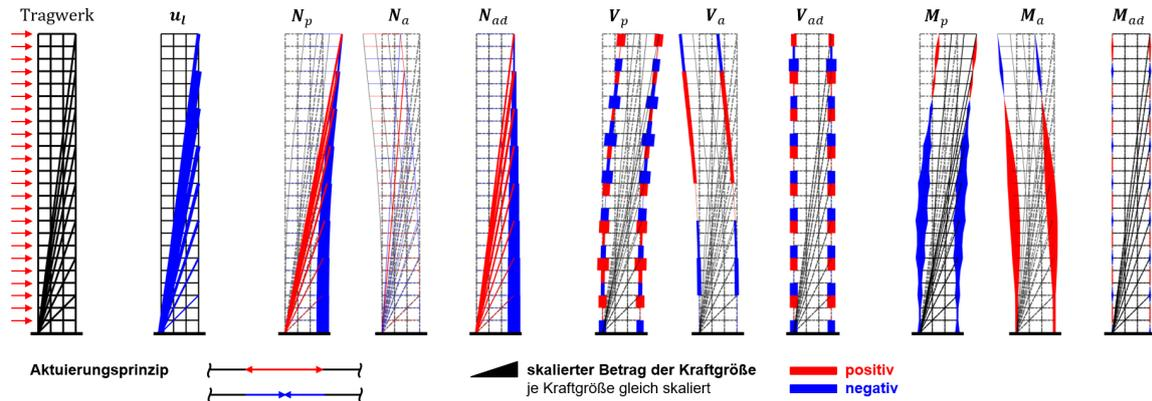 Tragwerk u_l N_p N_a N_ad V_p V_a V_ad M_p M_a M_ad
Aktuierungsprinzip
skalierter Betrag der Kraftgröße
je Kraftgröße gleich skaliert
positiv
negativ